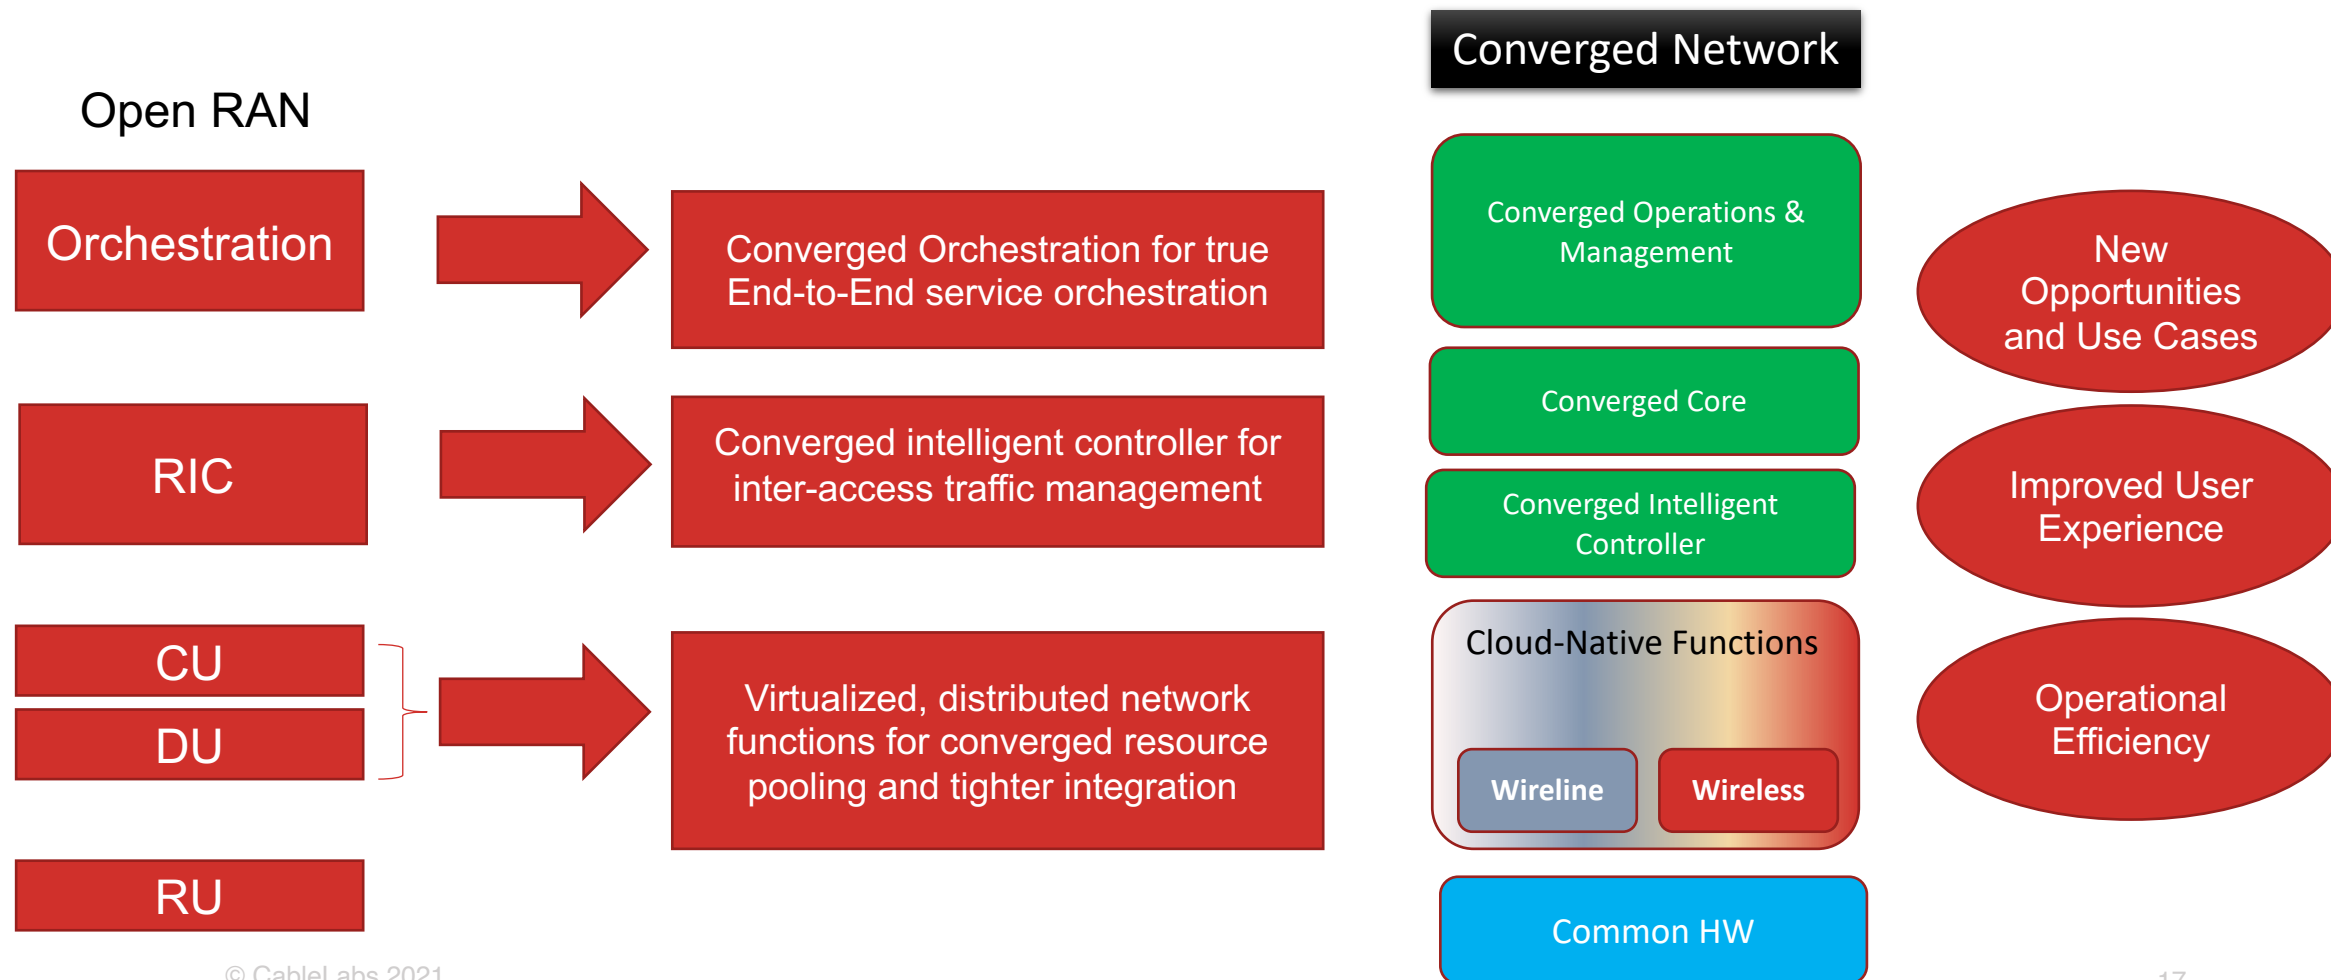 Open RAN
Orchestration
RIC
CU
DU
RU
Converged Orchestration for true
End-to-End service orchestration
Converged intelligent controller for
inter-access traffic management
Virtualized, distributed network
functions for converged resource
pooling and tighter integration
Converged Network
Converged Operations &
Management
Converged Core
Converged Intelligent
Controller
Cloud-Native Functions
Wireline
Wireless
Common HW
New
Opportunities
and Use Cases
Improved User
Experience
Operational
Efficiency
© CableLabs 2021
17